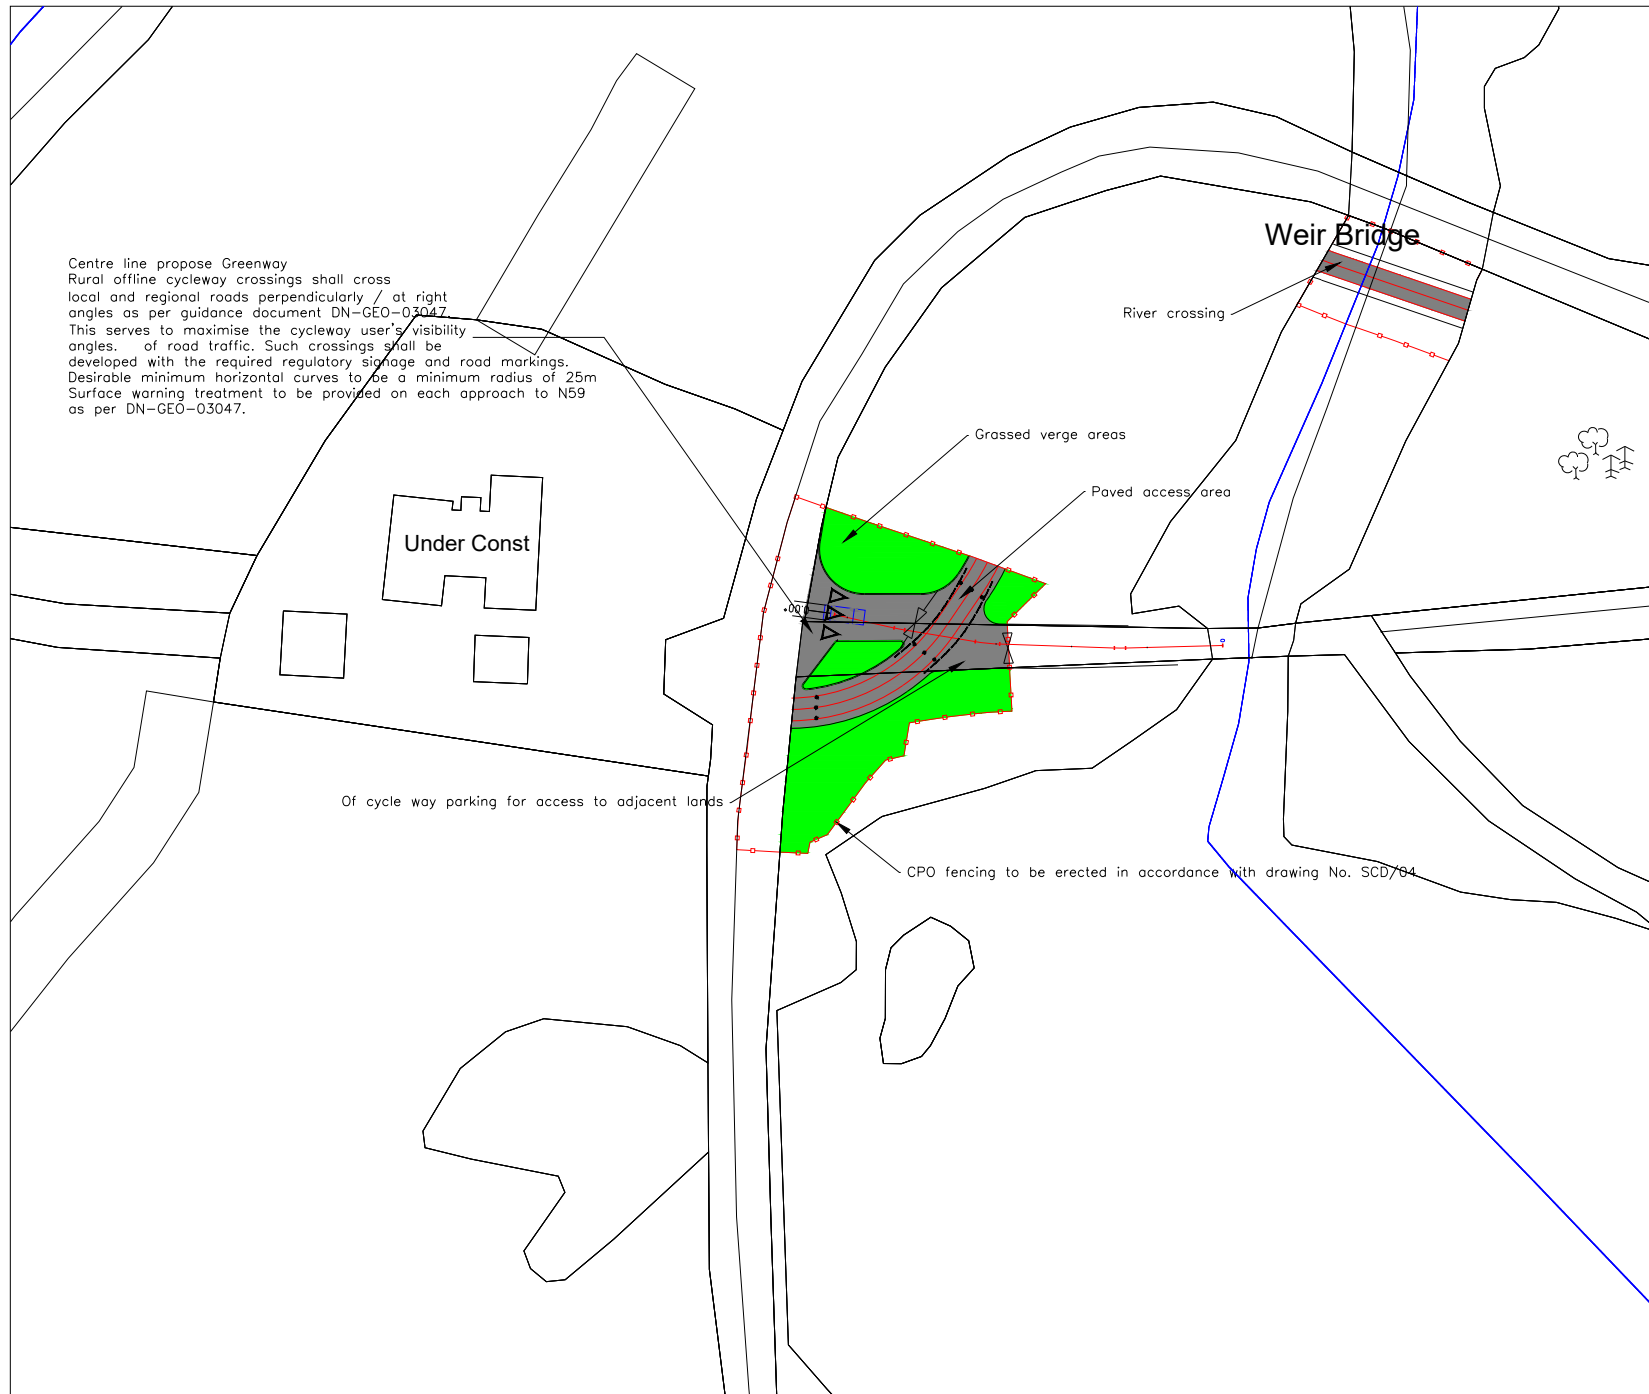 Weir Bridge
Centre line propose Greenway
Rural offline cycleway crossings shall cross
local and regional roads perpendicularly / at right
angles as per guidance document DN-GEO-03047.
This serves to maximise the cycleway user's visibility
angles.  of road traffic. Such crossings shall be
developed with the required regulatory signage and road markings.
Desirable minimum horizontal curves to be a minimum radius of 25m
Surface warning treatment to be provided on each approach to N59
as per DN-GEO-03047.
River crossing
Grassed verge areas
Paved access area
Under Const
Of cycle way parking for access to adjacent lands
CPO fencing to be erected in accordance with drawing No. SCD/04